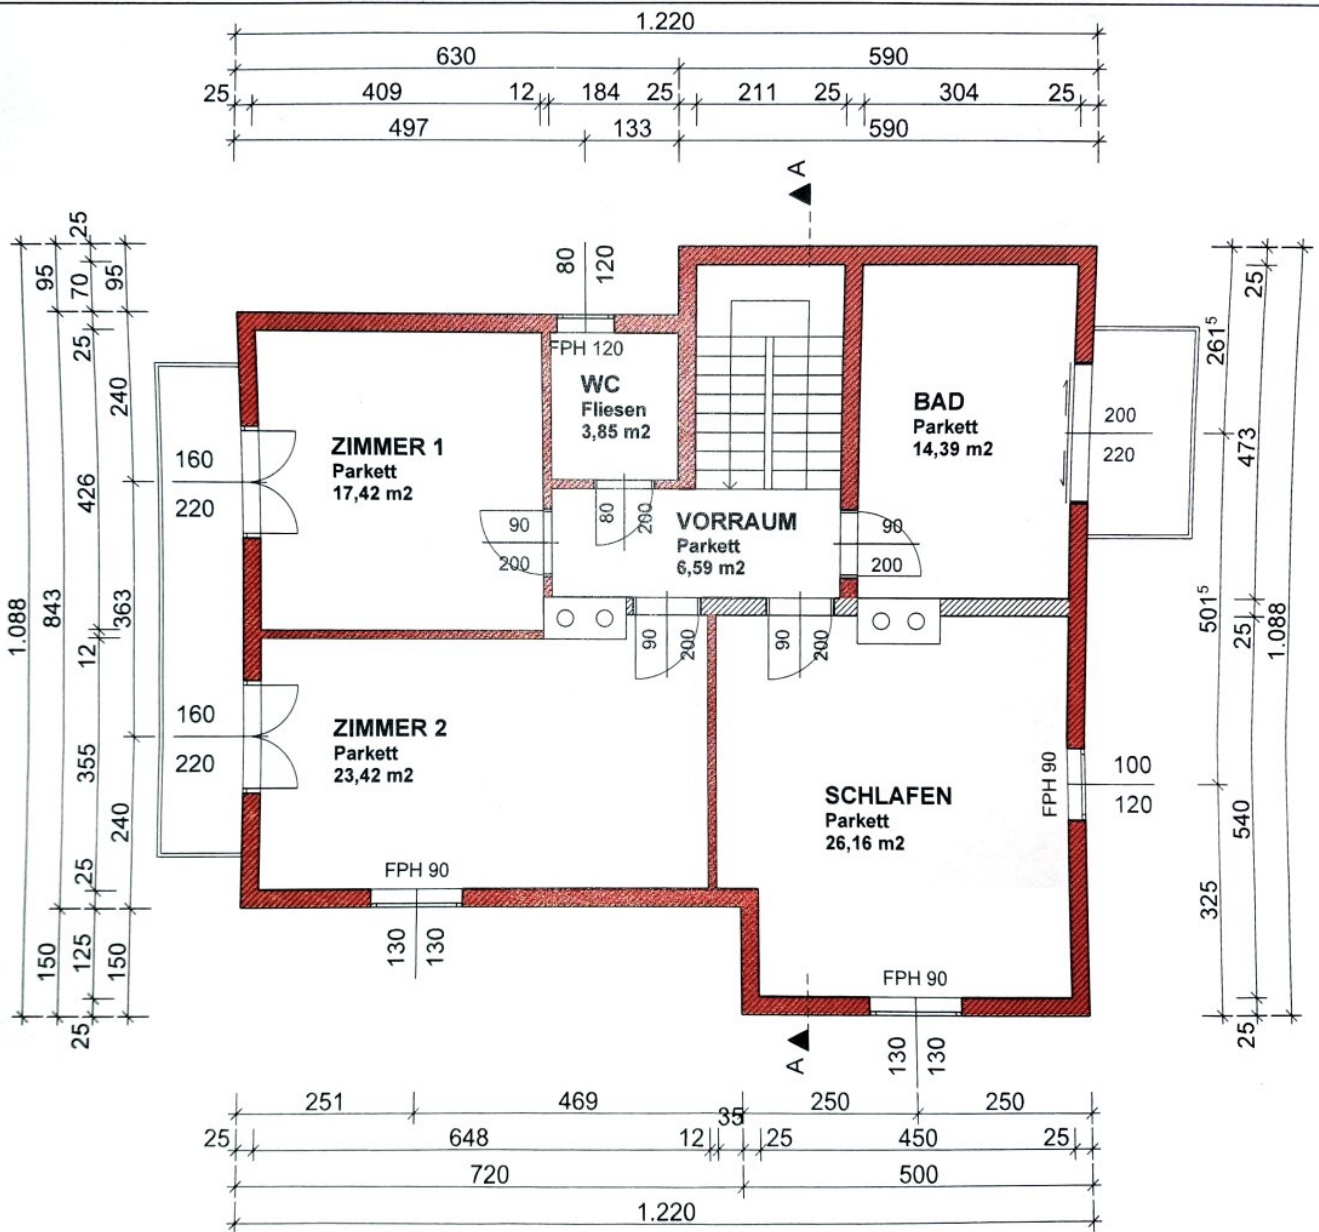 1.220
630 590
25 409 12 184 25 211 25 304 25
497 133 590
A
80
120
FPH 120
WC
Fliesen
3,85 m2
ZIMMER 1
Parkett
17,42 m2
160
220
BAD
Parkett
14,39 m2
200
220
VORRAUM
Parkett
6,59 m2
90
200
80
200
90
200
90
200
90
200
ZIMMER 2
Parkett
23,42 m2
160
220
FPH 90
130
130
SCHLAFEN
Parkett
26,16 m2
FPH 90
100
120
FPH 90
130
130
A
1.088
95 843 150
25 70 25 426 12 355 25 125 25
95 240 363 240 150
261⁵ 501⁵ 325
25 473 25 540 25
1.088
251 469 250 250
25 648 12 35 25 450 25
720 500
1.220